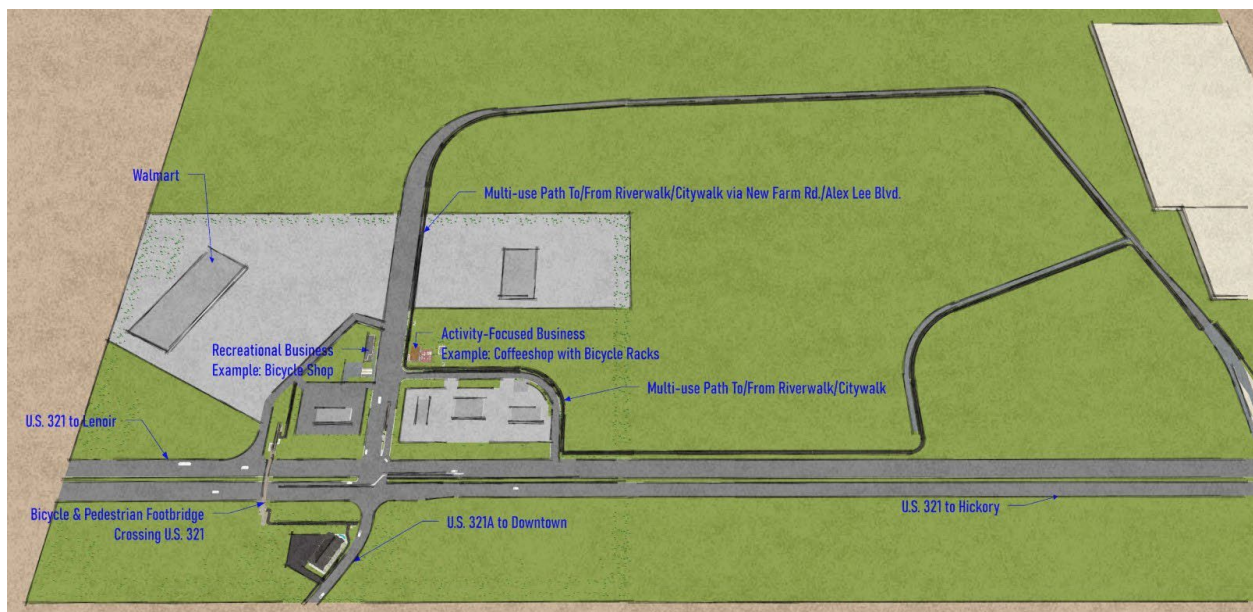 Walmart
Multi-use Path To/From Riverwalk/Citywalk via New Farm Rd./Alex Lee Blvd.
Activity-Focused Business
Example: Coffeeshop with Bicycle Racks
Recreational Business
Example: Bicycle Shop
Multi-use Path To/From Riverwalk/Citywalk
U.S. 321 to Lenoir
U.S. 321 to Hickory
Bicycle & Pedestrian Footbridge
Crossing U.S. 321
U.S. 321A to Downtown